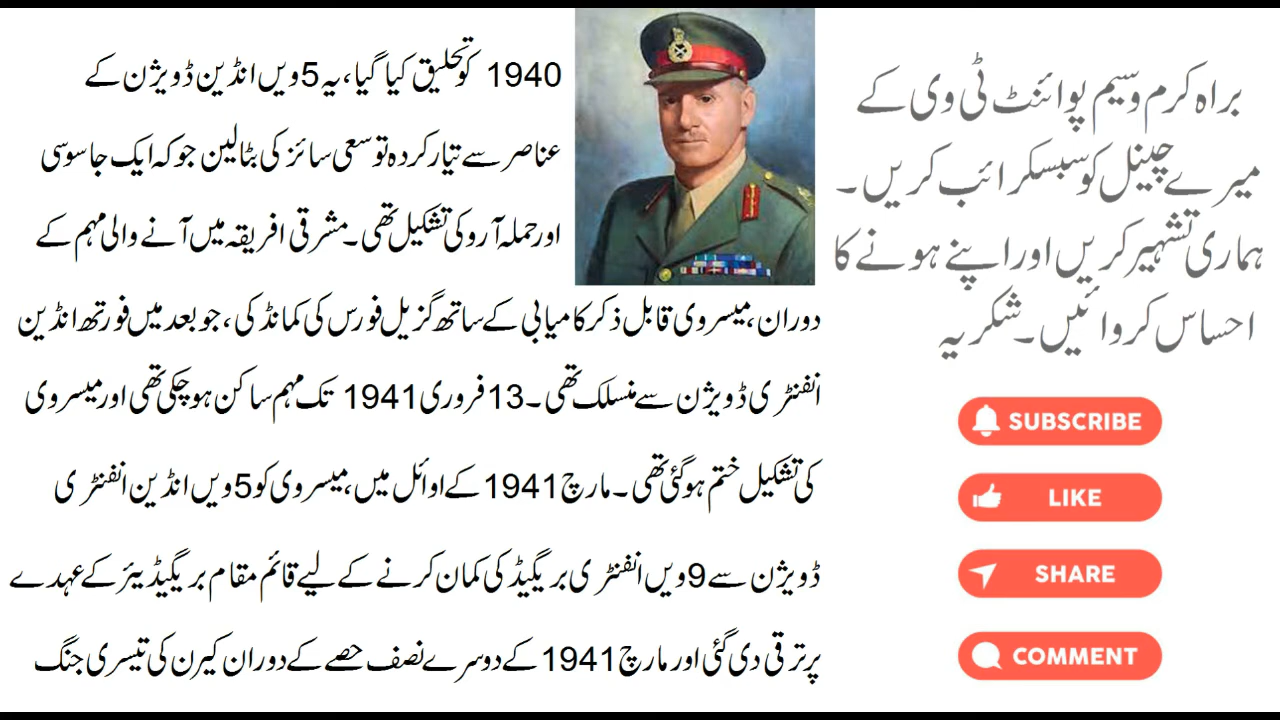 1940 کو تحلیق کیا گیا، یہ 5ویں انڈین ڈویژن کے
عناصر سے تیار کردہ توسعی سائز کی بٹالین جو کہ ایک جاسوسی
اور حملہ آرو کی تشکیل تھی۔ مشرقی افریقہ میں آنے والی مہم کے
دوران، میسروی قابل ذکر کامیابی کے ساتھ گزیل فورس کی کمانڈ کی، جو بعد میں فورتھ انڈین
انفنٹری ڈویژن سے منسلک تھی۔ 13 فروری 1941 تک مہم ساکن ہو چکی تھی اور میسروی
کی تشکیل ختم ہو گئی تھی۔ مارچ 1941 کے اوائل میں، میسروی کو 5ویں انڈین انفنٹری
ڈویژن سے 9ویں انفنٹری بریگیڈ کی کمان کرنے کے لیے قائم مقام بریگیڈیئر کے عہدے
پر ترقی دی گئی اور مارچ 1941 کے دوسرے نصف حصے کے دوران کیرن کی تیسری جنگ
براہ کرم وسیم پوائنٹ ٹی وی کے
میرے چینل کو سبسکرائب کریں۔
ہماری تشہیر کریں اور اپنے ہونے کا
احساس کروائیں۔ شکریہ
SUBSCRIBE
LIKE
SHARE
COMMENT